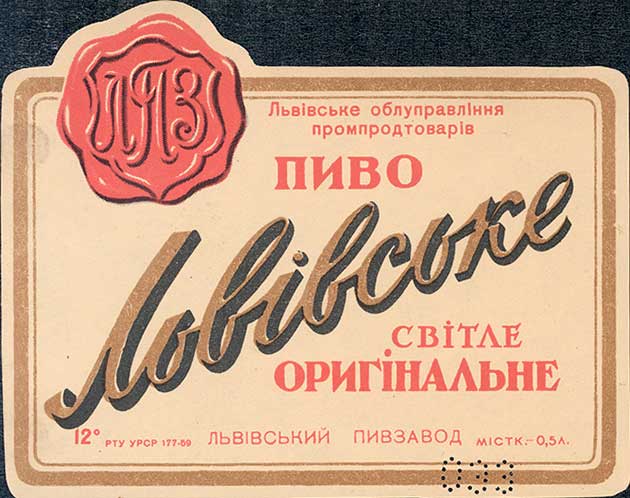 ЛПЗ
Львівське облуправління
промпродтоварів
ПИВО
Львівське
СВІТЛЕ
ОРИГІНАЛЬНЕ
12° РТУ УРСР 177-59 ЛЬВІВСЬКИЙ ПИВЗАВОД МІСТК.-0,5л.